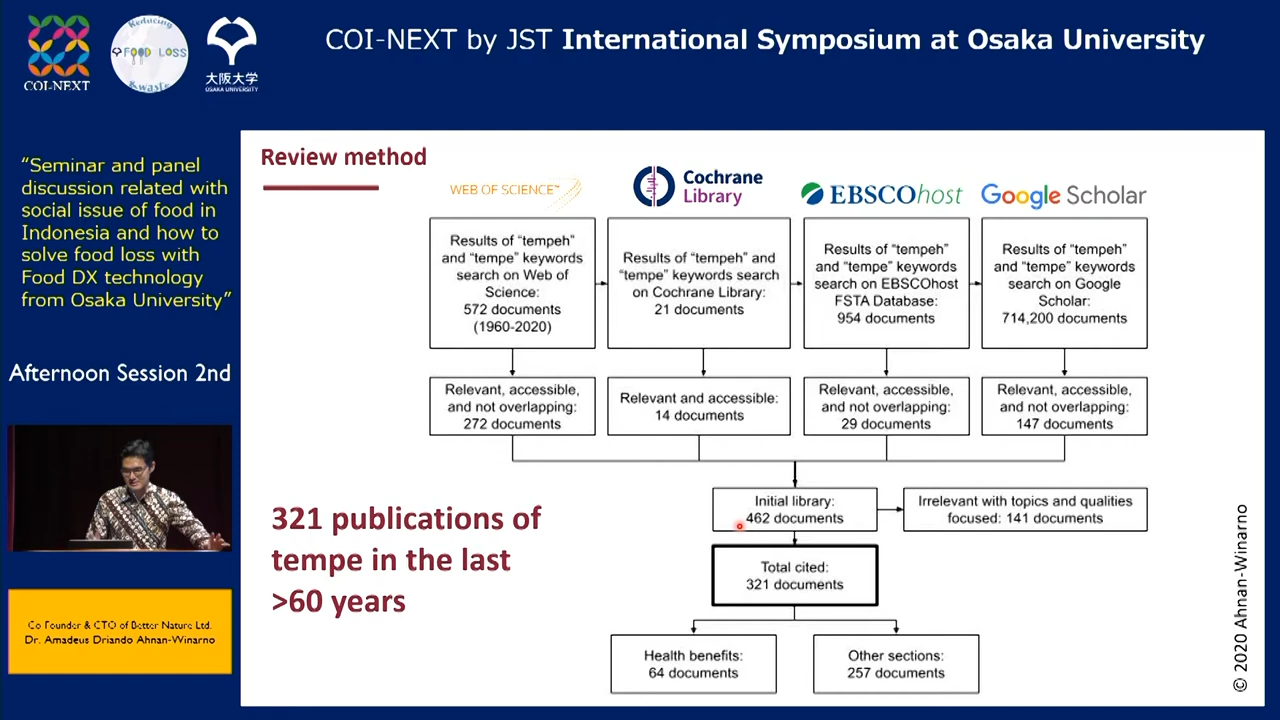 COI-NEXT
Reducing
FOOD LOSS
& Waste
大阪大学
OSAKA UNIVERSITY
COI-NEXT by JST International Symposium at Osaka University
“Seminar and panel
discussion related with
social issue of food in
Indonesia and how to
solve food loss with
Food DX technology
from Osaka University”
Afternoon Session 2nd
Co Founder & CTO of Better Nature Ltd.
Dr. Amadeus Driando Ahnan-Winarno
Review method
WEB OF SCIENCE™
Cochrane
Library
EBSCOhost
Google Scholar
Results of “tempeh”
and “tempe” keywords
search on Web of
Science:
572 documents
(1960-2020)
Results of “tempeh” and
“tempe” keywords search
on Cochrane Library:
21 documents
Results of “tempeh”
and “tempe” keywords
search on EBSCOhost
FSTA Database:
954 documents
Results of “tempeh”
and “tempe” keywords
search on Google
Scholar:
714,200 documents
Relevant, accessible,
and not overlapping:
272 documents
Relevant and accessible:
14 documents
Relevant, accessible,
and not overlapping:
29 documents
Relevant, accessible,
and not overlapping:
147 documents
Initial library:
462 documents
Irrelevant with topics and qualities
focused: 141 documents
Total cited:
321 documents
Health benefits:
64 documents
Other sections:
257 documents
321 publications of
tempe in the last
>60 years
© 2020 Ahnan-Winarno